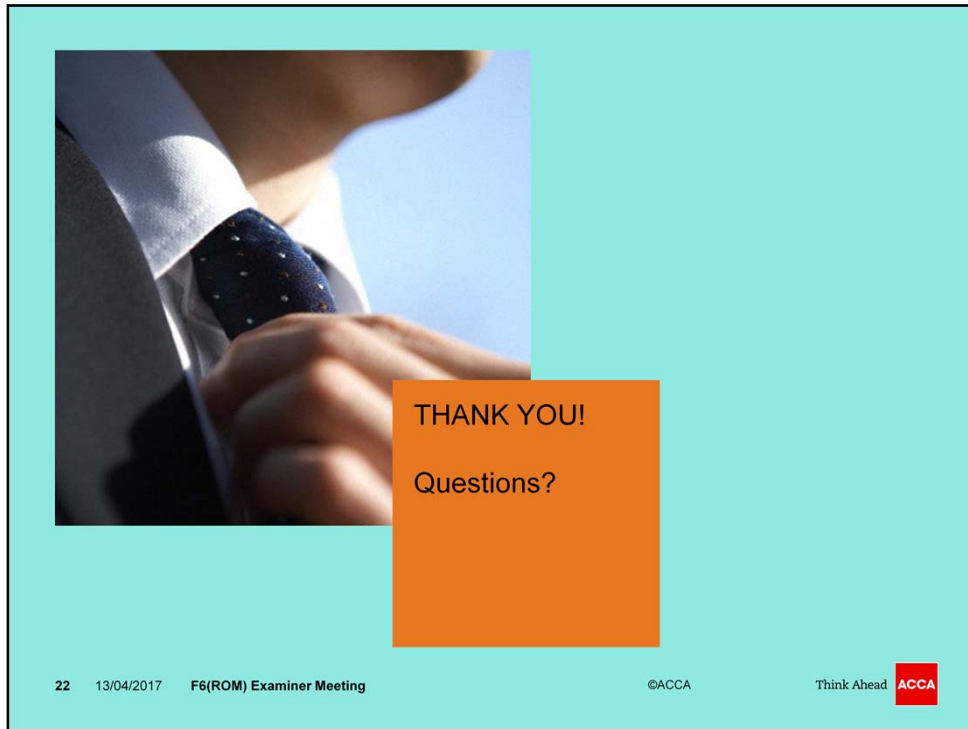 THANK YOU!
Questions?
22 13/04/2017 F6(ROM) Examiner Meeting ©ACCA Think Ahead ACCA